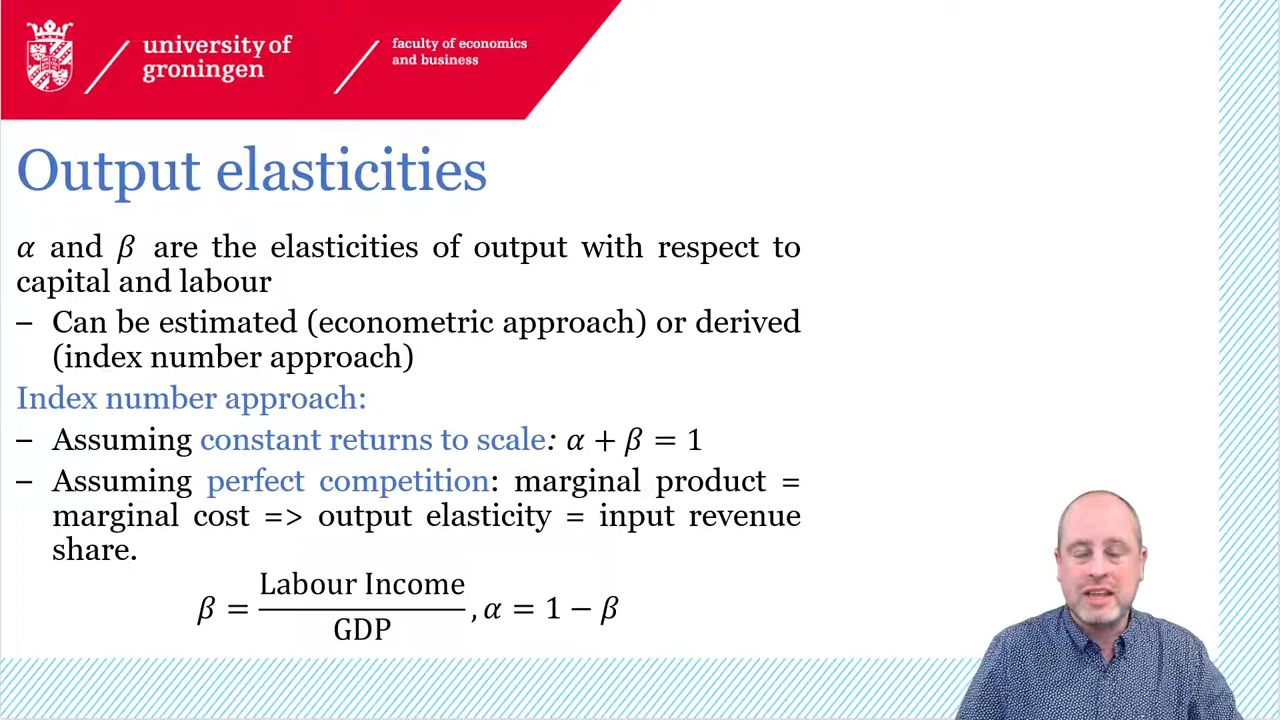 university of
groningen
faculty of economics
and business
Output elasticities
α and β are the elasticities of output with respect to
capital and labour
– Can be estimated (econometric approach) or derived
(index number approach)
Index number approach:
– Assuming constant returns to scale: α + β = 1
– Assuming perfect competition: marginal product =
marginal cost => output elasticity = input revenue
share.
β = Labour Income / GDP , α = 1 − β